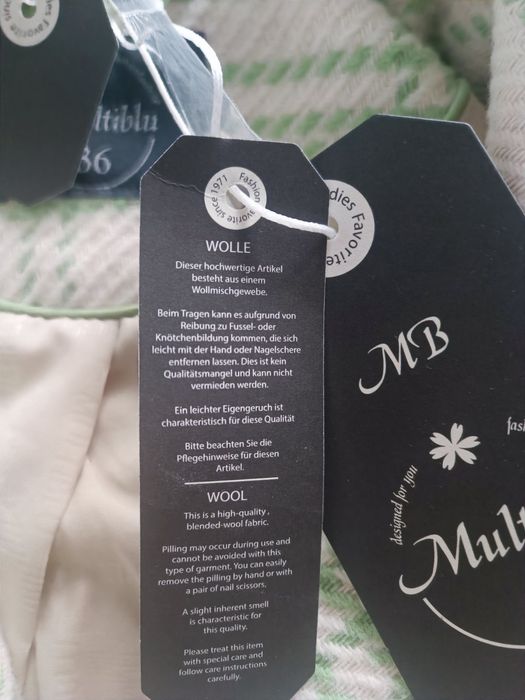 dies Favorite
ltiblu
36
Fashion Favorite since 1971
dies Favorite
WOLLE
Dieser hochwertige Artikel
besteht aus einem
Wollmischgewebe.
Beim Tragen kann es aufgrund von
Reibung zu Fussel- oder
Knötchenbildung kommen, die sich
leicht mit der Hand oder Nagelschere
entfernen lassen. Dies ist kein
Qualitätsmangel und kann nicht
vermieden werden.
Ein leichter Eigengeruch ist
charakteristisch für diese Qualität
Bitte beachten Sie die
Pflegehinweise für diesen
Artikel.
WOOL
This is a high-quality,
blended-wool fabric.
Pilling may occur during use and
cannot be avoided with this
type of garment. You can easily
remove the pilling by hand or with
a pair of nail scissors.
A slight inherent smell
is characteristic for
this quality.
Please treat this item
with special care and
follow care instructions
carefully.
MB
fas
designed for you
Mult